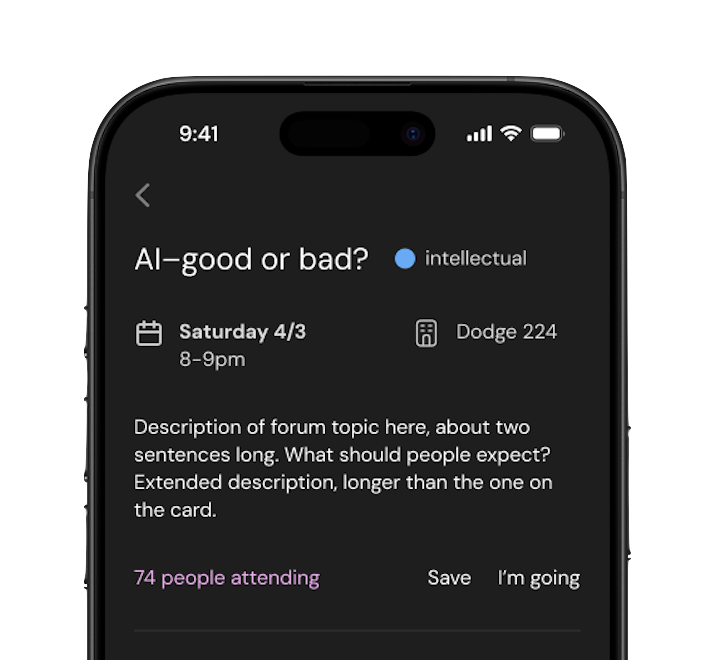 9:41
AI–good or bad?
intellectual
Saturday 4/3
8-9pm
Dodge 224
Description of forum topic here, about two
sentences long. What should people expect?
Extended description, longer than the one on
the card.
74 people attending
Save
I'm going